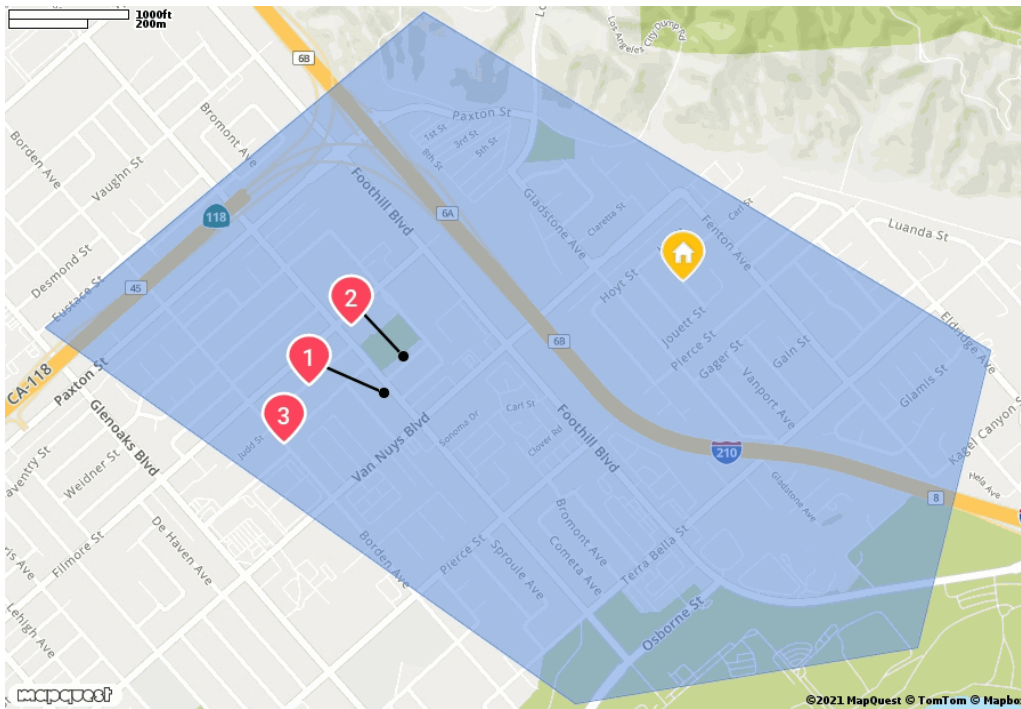 1000ft
200m
6B
Los Angeles
City Dump Rd
Borden Ave
Bromont Ave
Vaughn St
Paxton St
1st St
3rd St
5th St
8th St
Foothill Blvd
118
6A
Gladstone Ave
Claretta St
Carl St
Fenton Ave
Luanda St
Desmond St
Eustace St
45
Hoyt St
2
Jouett St
Pierce St
Gager St
Gain St
Eldridge Ave
6B
1
CA-118
Paxton St
Vanport Ave
Glamis St
3
Glenoaks Blvd
Judd St
Van Nuys Blvd
Sonoma Dr
Carl St
Clover Rd
Foothill Blvd
210
Kagel Canyon St
Hela Ave
Weidner St
Gladstone Ave
8
De Haven Ave
Filmore St
Borden Ave
Pierce St
Sproule Ave
Bromont Ave
Cometa Ave
Terra Bella St
Osborne St
Lehigh Ave
mapquest
©2021 MapQuest © TomTom © Mapbox